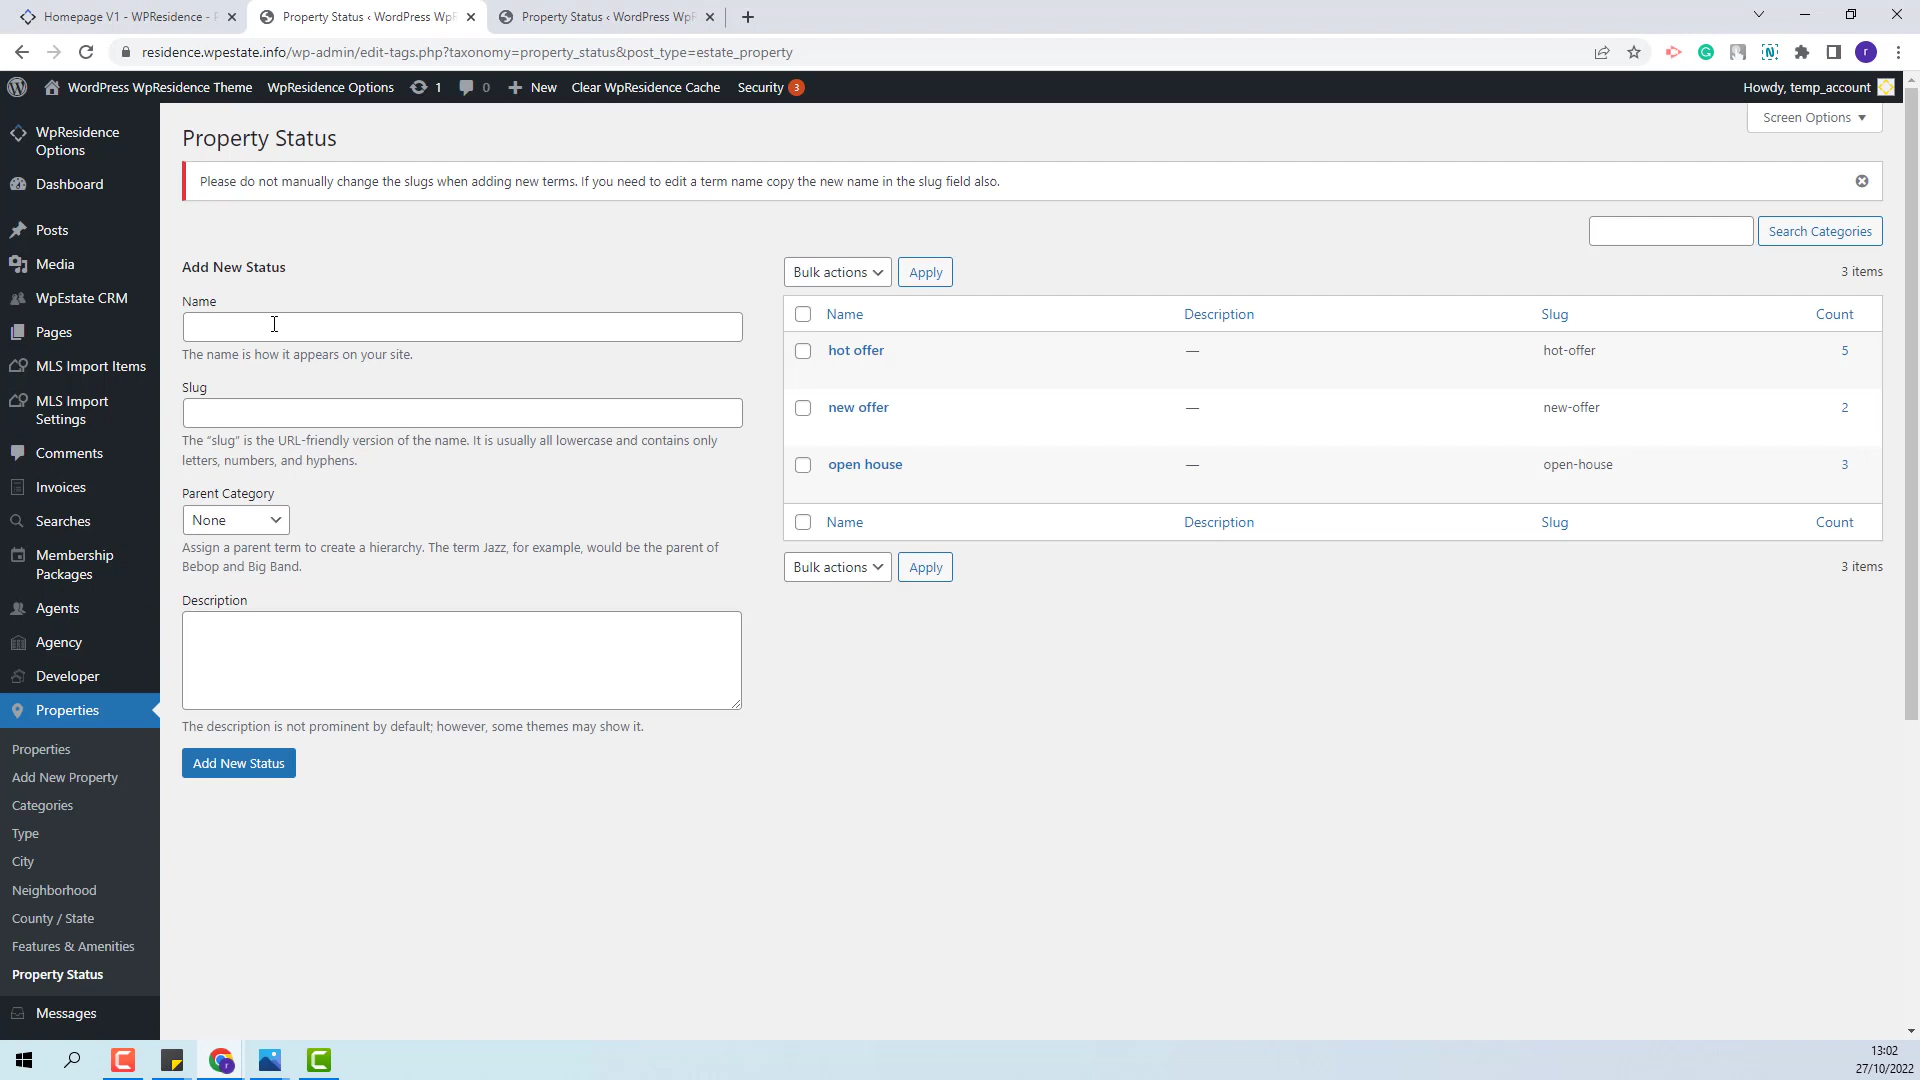 Homepage V1 - WPResidence -
Property Status ‹ WordPress WpR
Property Status ‹ WordPress WpR
residence.wpestate.info/wp-admin/edit-tags.php?taxonomy=property_status&post_type=estate_property
WordPress WpResidence Theme
WpResidence Options
1
0
New
Clear WpResidence Cache
Security 3
Howdy, temp_account
WpResidence
Options
Dashboard
Posts
Media
WpEstate CRM
Pages
MLS Import Items
MLS Import
Settings
Comments
Invoices
Searches
Membership
Packages
Agents
Agency
Developer
Properties
Properties
Add New Property
Categories
Type
City
Neighborhood
County / State
Features & Amenities
Property Status
Messages
Screen Options
Property Status
Please do not manually change the slugs when adding new terms. If you need to edit a term name copy the new name in the slug field also.
Search Categories
Add New Status
Name
The name is how it appears on your site.
Slug
The “slug” is the URL-friendly version of the name. It is usually all lowercase and contains only
letters, numbers, and hyphens.
Parent Category
None
Assign a parent term to create a hierarchy. The term Jazz, for example, would be the parent of
Bebop and Big Band.
Description
The description is not prominent by default; however, some themes may show it.
Add New Status
Bulk actions
Apply
3 items
Name Description Slug Count
hot offer — hot-offer 5
new offer — new-offer 2
open house — open-house 3
Name Description Slug Count
Bulk actions
Apply
3 items
13:02
27/10/2022